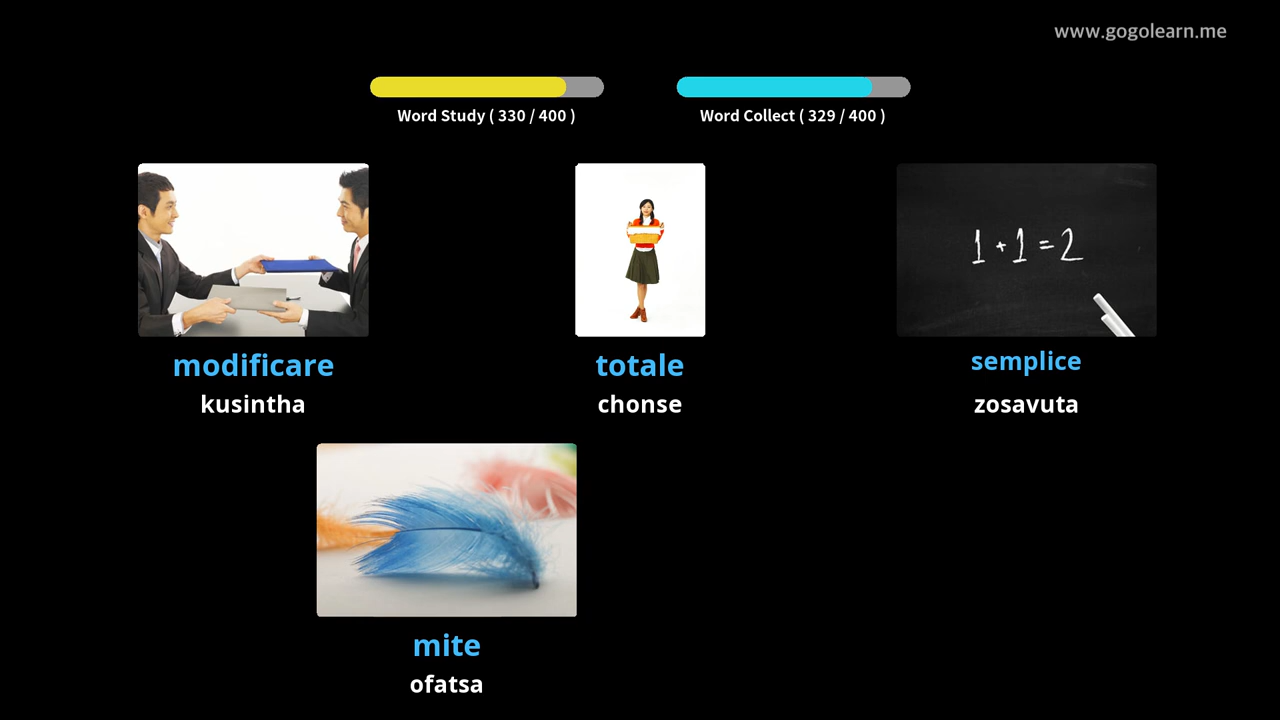 www.gogolearn.me
Word Study ( 330 / 400 )
Word Collect ( 329 / 400 )
1 + 1 = 2
modificare
kusintha
totale
chonse
semplice
zosavuta
mite
ofatsa